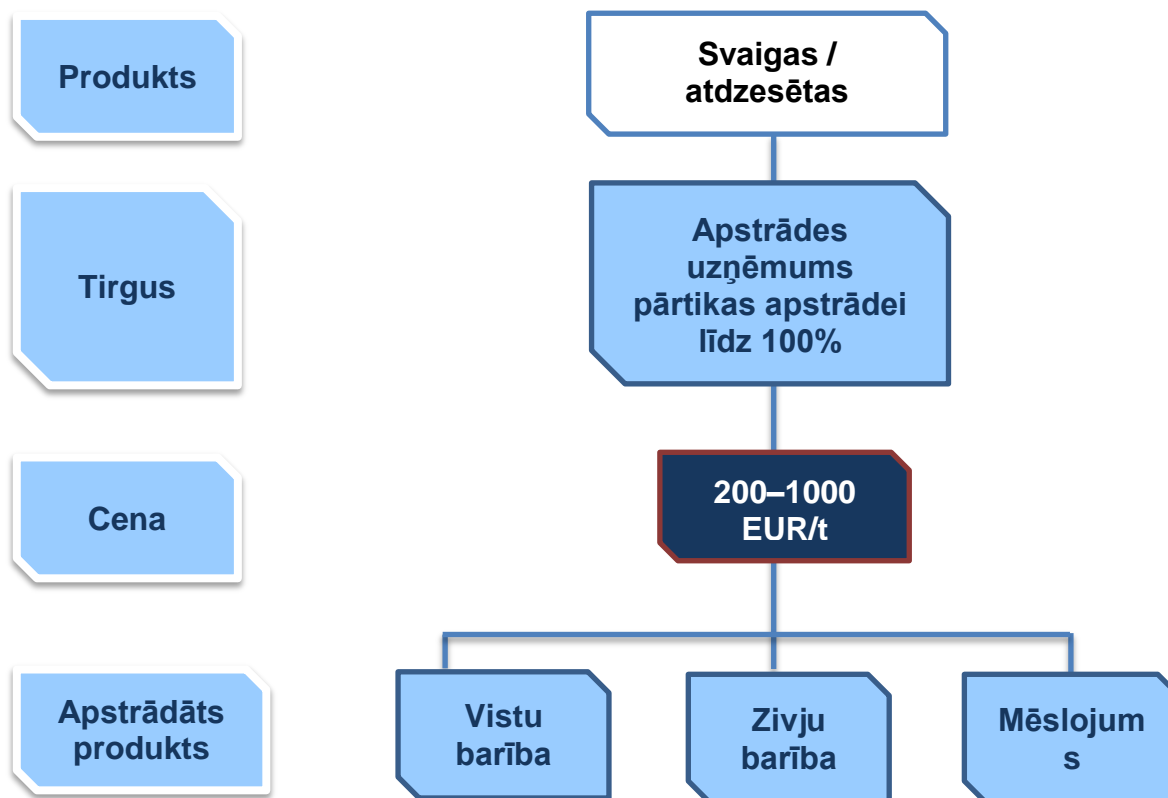 Produkts
Svaigas /
atdzesētas
Tirgus
Apstrādes
uzņēmums
pārtikas apstrādei
līdz 100%
Cena
200–1000
EUR/t
Apstrādāts
produkts
Vistu
barība
Zivju
barība
Mēslojum
s